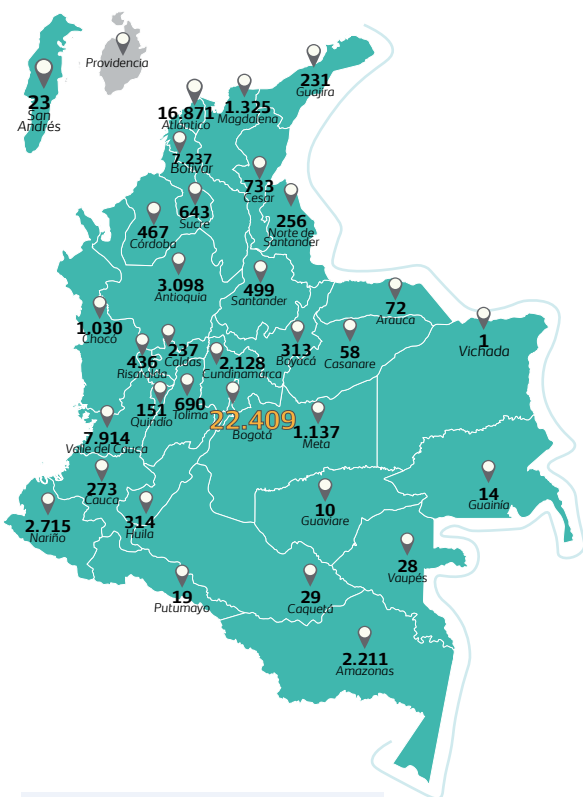 Providencia
23
San
Andrés
231
Guajira
16.871
Atlántico
1.325
Magdalena
7.237
Bolívar
733
Cesar
643
Sucre
256
Norte de
Santander
467
Córdoba
3.098
Antioquia
499
Santander
72
Arauca
1.030
Chocó
1
Vichada
436
Risaralda
237
Caldas
2.128
Cundinamarca
313
Boyacá
58
Casanare
151
Quindío
690
Tolima
22.409
Bogotá
7.914
Valle del Cauca
1.137
Meta
273
Cauca
14
Guainía
2.715
Nariño
314
Huila
10
Guaviare
28
Vaupés
19
Putumayo
29
Caquetá
2.211
Amazonas